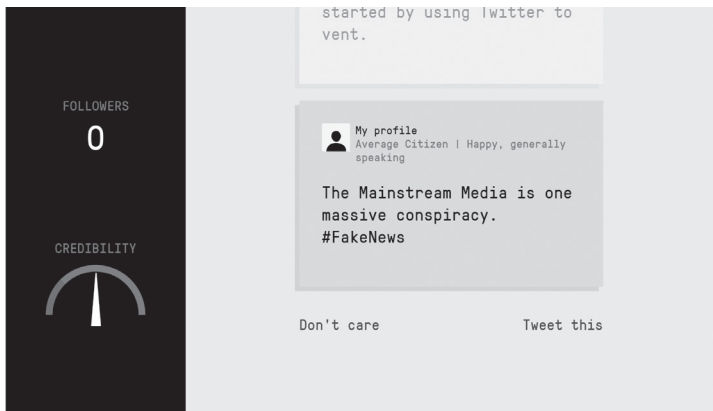 started by using Twitter to
vent.
FOLLOWERS
0
CREDIBILITY
My profile
Average Citizen | Happy, generally
speaking
The Mainstream Media is one
massive conspiracy.
#FakeNews
Don't care
Tweet this